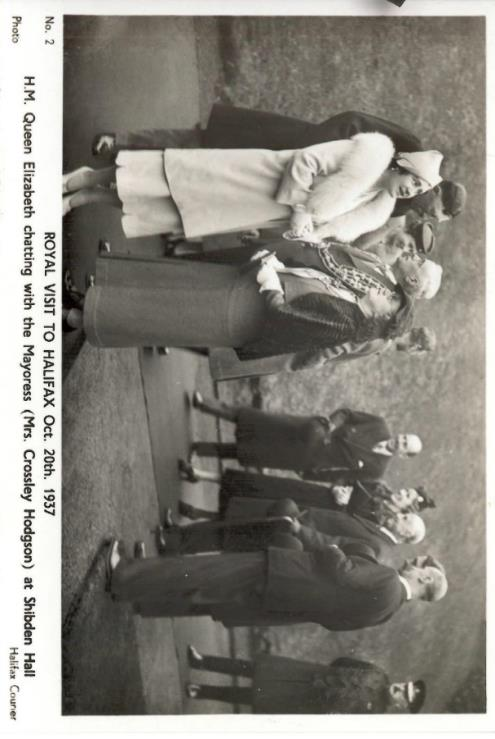 ROYAL VISIT TO HALIFAX Oct. 20th. 1937
No. 2
H.M. Queen Elizabeth chatting with the Mayoress (Mrs. Crossley Hodgson) at Shibden Hall
Photo
Halifax Courier